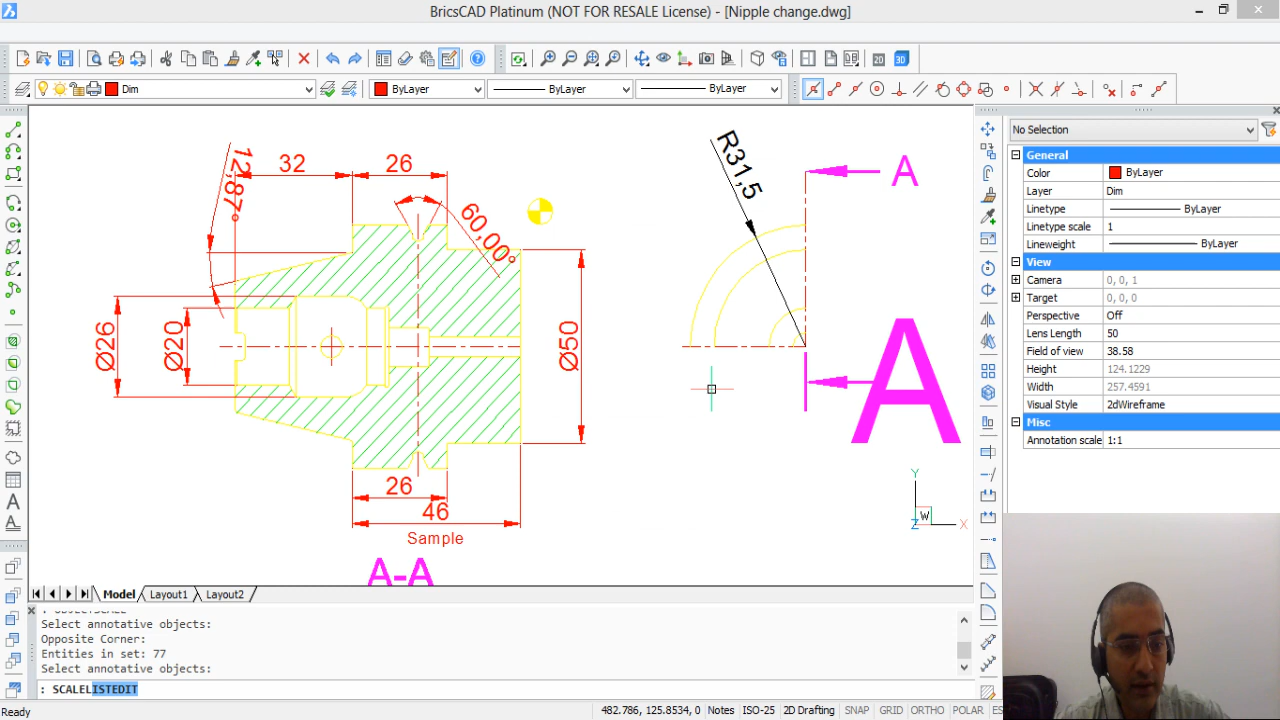 BricsCAD Platinum (NOT FOR RESALE License) - [Nipple change.dwg]
Dim
ByLayer
ByLayer
ByLayer
No Selection
General
Color ByLayer
Layer Dim
Linetype ByLayer
Linetype scale 1
Lineweight ByLayer
View
Camera 0, 0, 1
Target 0, 0, 0
Perspective Off
Lens Length 50
Field of view 38.58
Height 124.1229
Width 257.4591
Visual Style 2dWireframe
Misc
Annotation scale 1:1
12,87°
32
26
60,00°
Ø26
Ø20
Ø50
26
46
Sample
A-A
R31,5
A
A
Y
W
Z
X
Model Layout1 Layout2
: OBJECTSCALE
Select annotative objects:
Opposite Corner:
Entities in set: 77
Select annotative objects:
: SCALELISTEDIT
Ready
482.786, 125.8534, 0 Notes ISO-25 2D Drafting SNAP GRID ORTHO POLAR ES